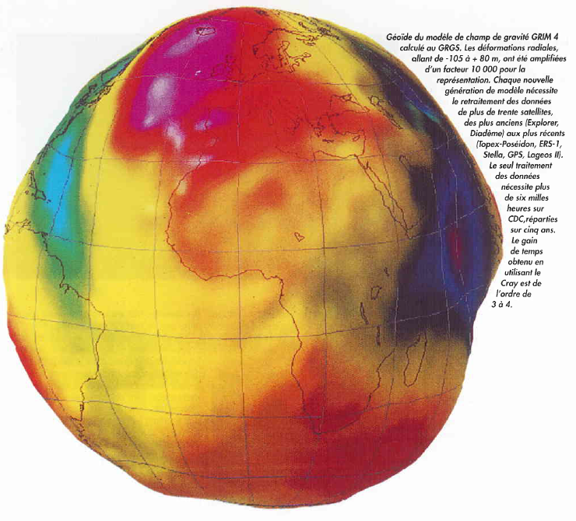 Géoïde du modèle de champ de gravité GRIM 4
calculé au GRGS. Les déformations radiales,
allant de -105 à + 80 m, ont été amplifiées
d'un facteur 10 000 pour la
représentation. Chaque nouvelle
génération de modèle nécessite
le retraitement des données
de plus de trente satellites,
des plus anciens (Explorer,
Diadème) aux plus récents
(Topex-Poséidon, ERS-1,
Stella, GPS, Lageos II).
Le seul traitement
des données
nécessite plus
de six milles
heures sur
CDC,réparties
sur cinq ans.
Le gain
de temps
obtenu en
utilisant le
Cray est de
l'ordre de
3 à 4.